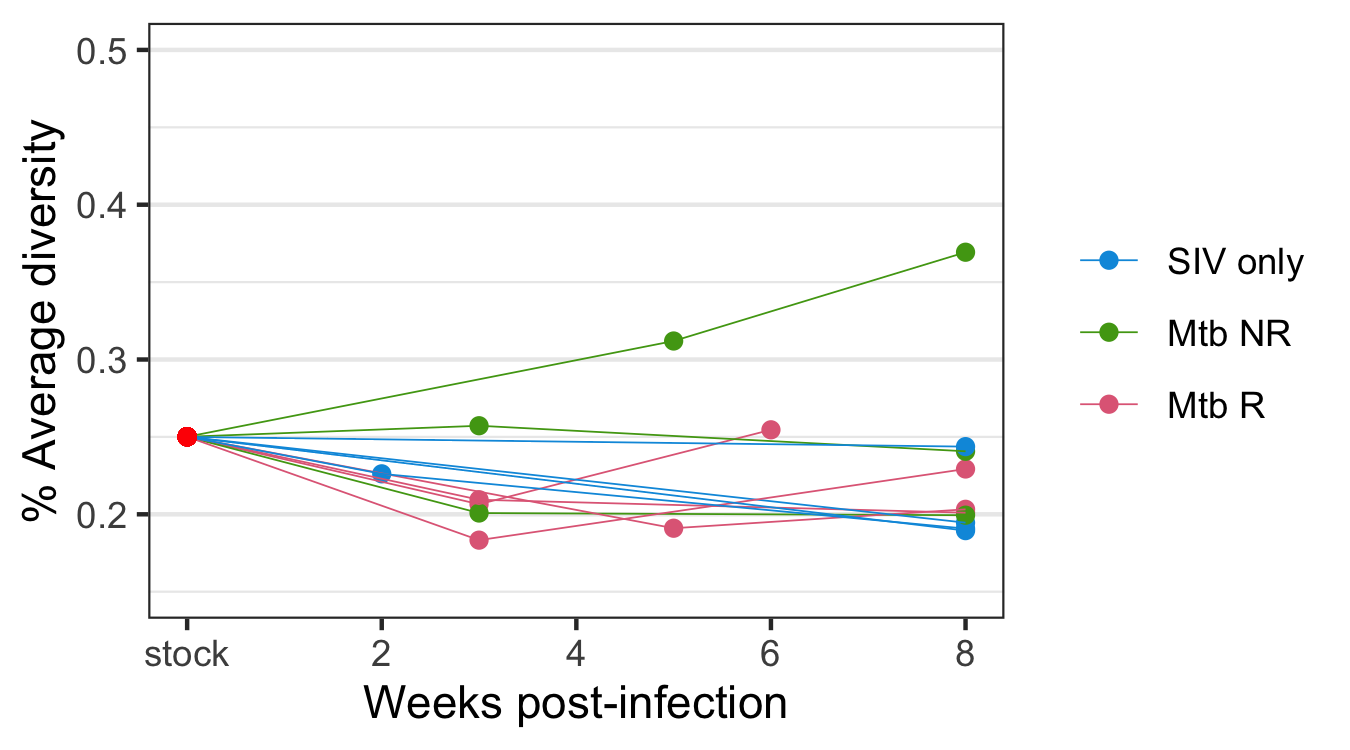 % Average diversity
0.5
0.4
0.3
0.2
stock 2 4 6 8
Weeks post-infection
SIV only
Mtb NR
Mtb R